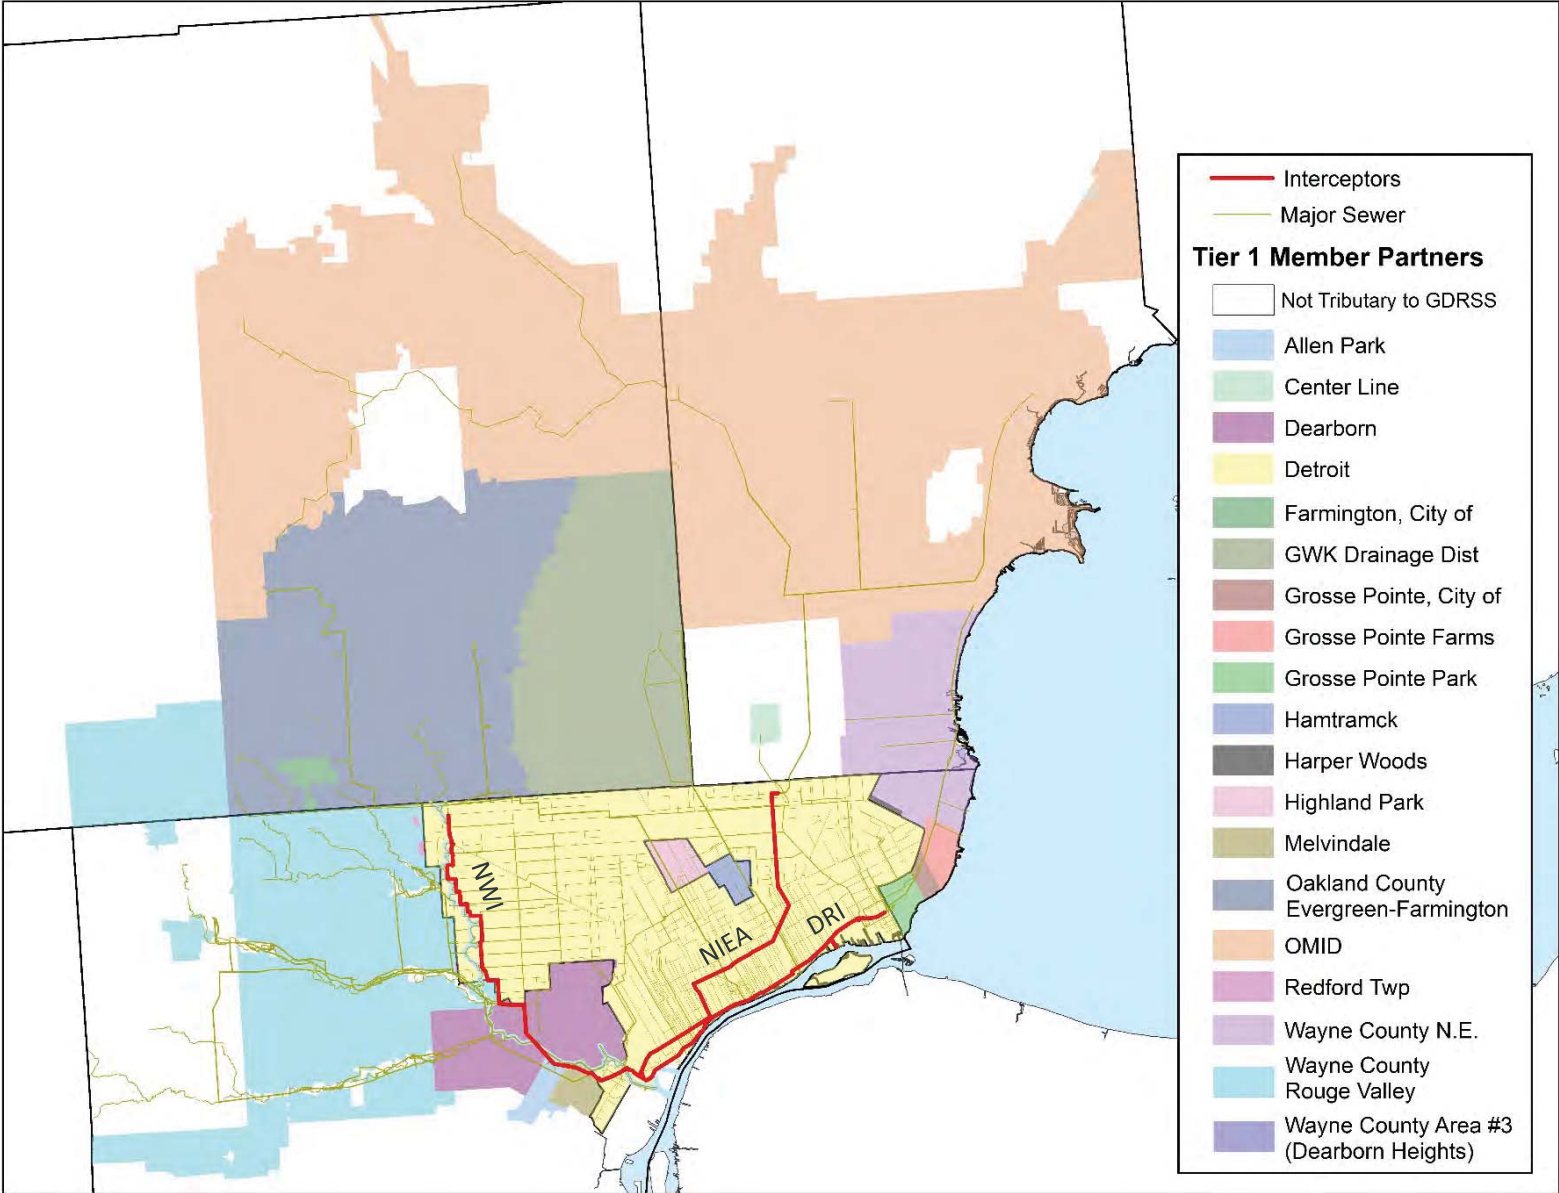 Interceptors
Major Sewer
Tier 1 Member Partners
Not Tributary to GDRSS
Allen Park
Center Line
Dearborn
Detroit
Farmington, City of
GWK Drainage Dist
Grosse Pointe, City of
Grosse Pointe Farms
Grosse Pointe Park
Hamtramck
Harper Woods
Highland Park
Melvindale
Oakland County
Evergreen-Farmington
OMID
Redford Twp
Wayne County N.E.
Wayne County
Rouge Valley
Wayne County Area #3
(Dearborn Heights)
NWI
NIEA
DRI